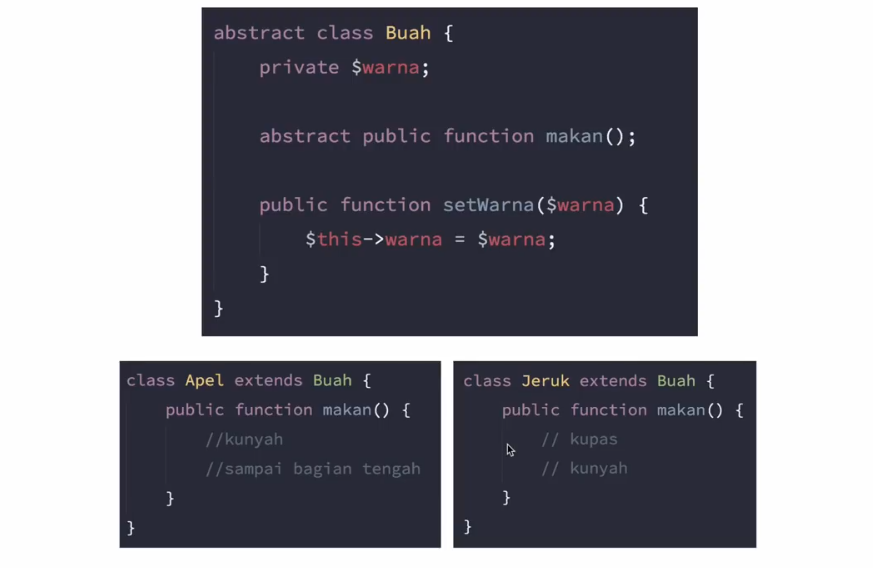 abstract class Buah {
private $warna;
abstract public function makan();
public function setWarna($warna) {
$this->warna = $warna;
}
}
class Apel extends Buah {
public function makan() {
//kunyah
//sampai bagian tengah
}
}
class Jeruk extends Buah {
public function makan() {
// kupas
// kunyah
}
}